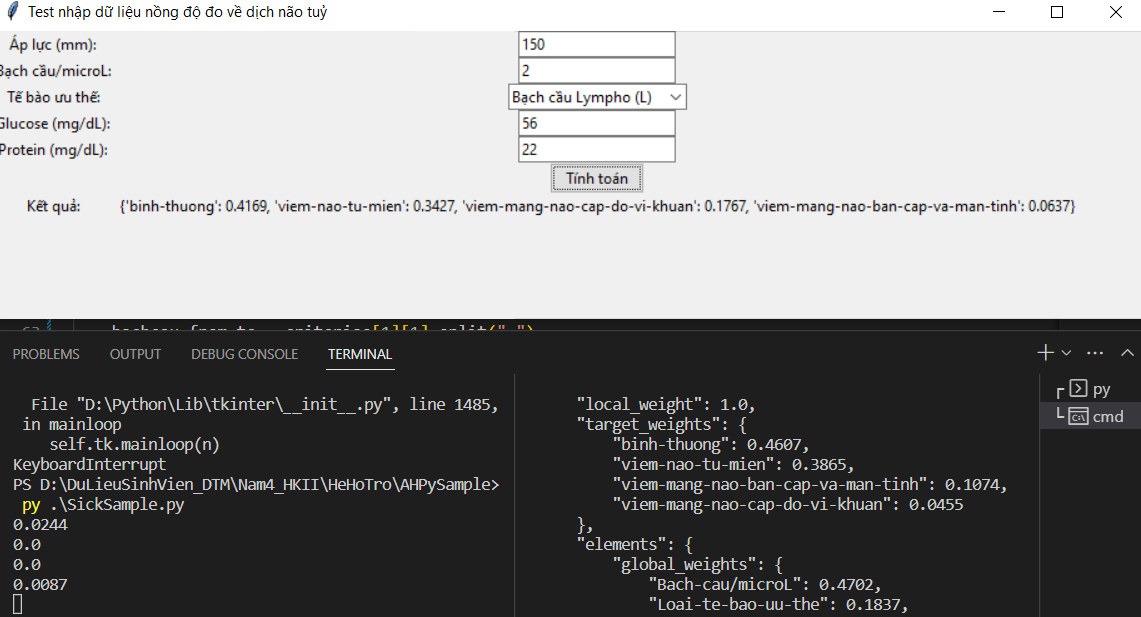 Test nhập dữ liệu nồng độ đo về dịch não tuỷ
Áp lực (mm):
150
Bạch cầu/microL:
2
Tế bào ưu thế:
Bạch cầu Lympho (L)
Glucose (mg/dL):
56
Protein (mg/dL):
22
Tính toán
Kết quả:
{'binh-thuong': 0.4169, 'viem-nao-tu-mien': 0.3427, 'viem-mang-nao-cap-do-vi-khuan': 0.1767, 'viem-mang-nao-ban-cap-va-man-tinh': 0.0637}
PROBLEMS OUTPUT DEBUG CONSOLE TERMINAL
File "D:\Python\Lib\tkinter\__init__.py", line 1485,
in mainloop
self.tk.mainloop(n)
KeyboardInterrupt
PS D:\DuLieuSinhVien_DTM\Nam4_HKII\HeHoTro\AHPySample>
py .\SickSample.py
0.0244
0.0
0.0
0.0087
"local_weight": 1.0,
"target_weights": {
"binh-thuong": 0.4607,
"viem-nao-tu-mien": 0.3865,
"viem-mang-nao-ban-cap-va-man-tinh": 0.1074,
"viem-mang-nao-cap-do-vi-khuan": 0.0455
},
"elements": {
"global_weights": {
"Bach-cau/microL": 0.4702,
"Loai-te-bao-uu-the": 0.1837,
py
cmd